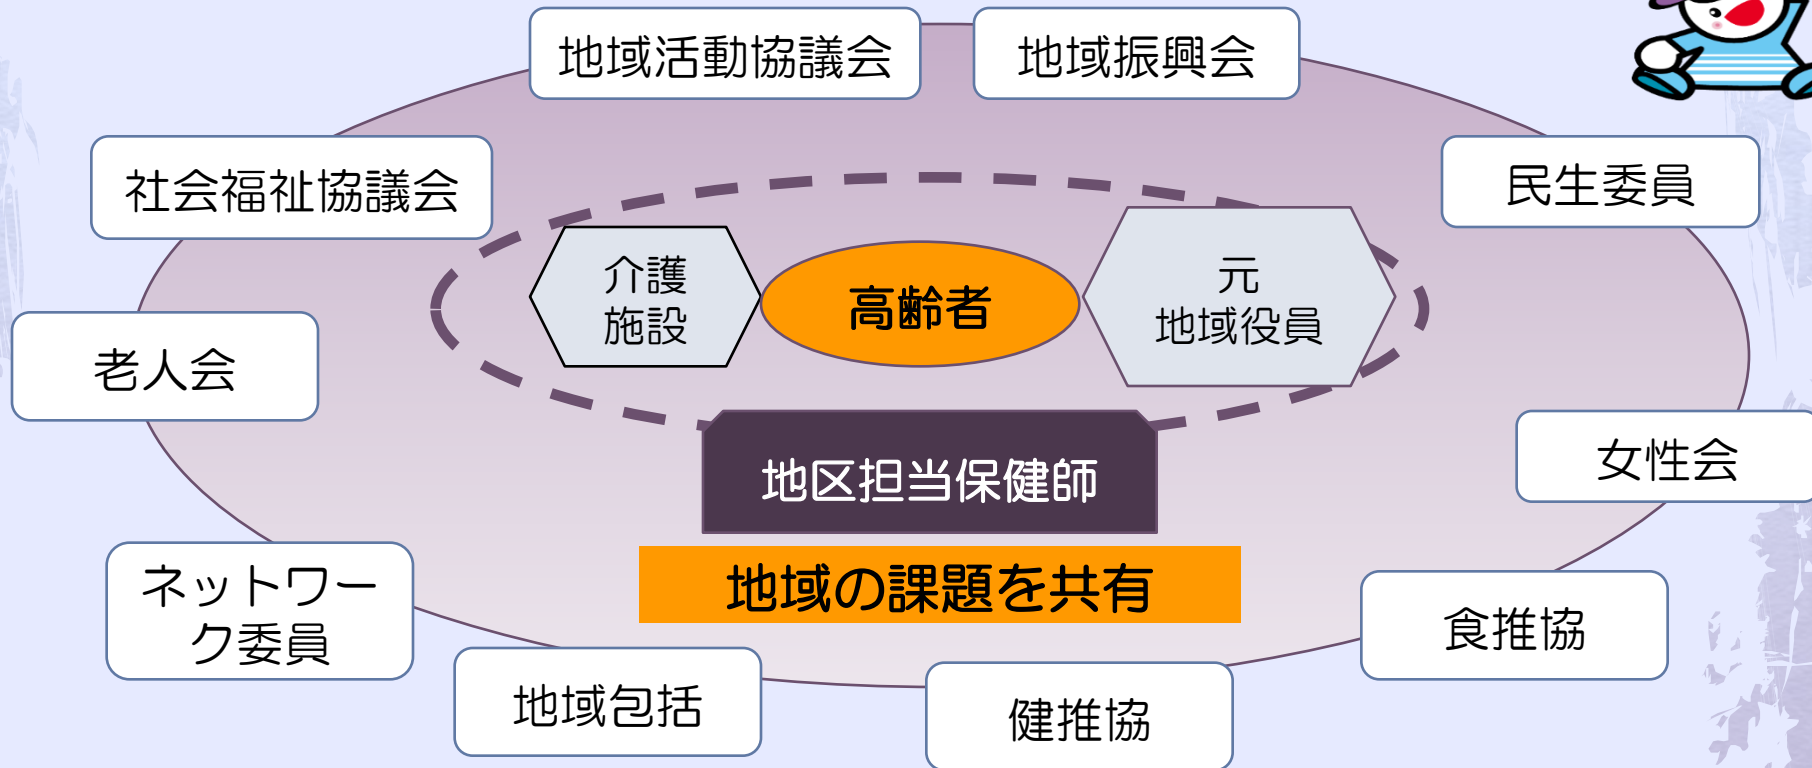 地域活動協議会
地域振興会
社会福祉協議会
民生委員
介護
施設
高齢者
元
地域役員
老人会
地区担当保健師
女性会
ネットワー
ク委員
地域の課題を共有
食推協
地域包括
健推協